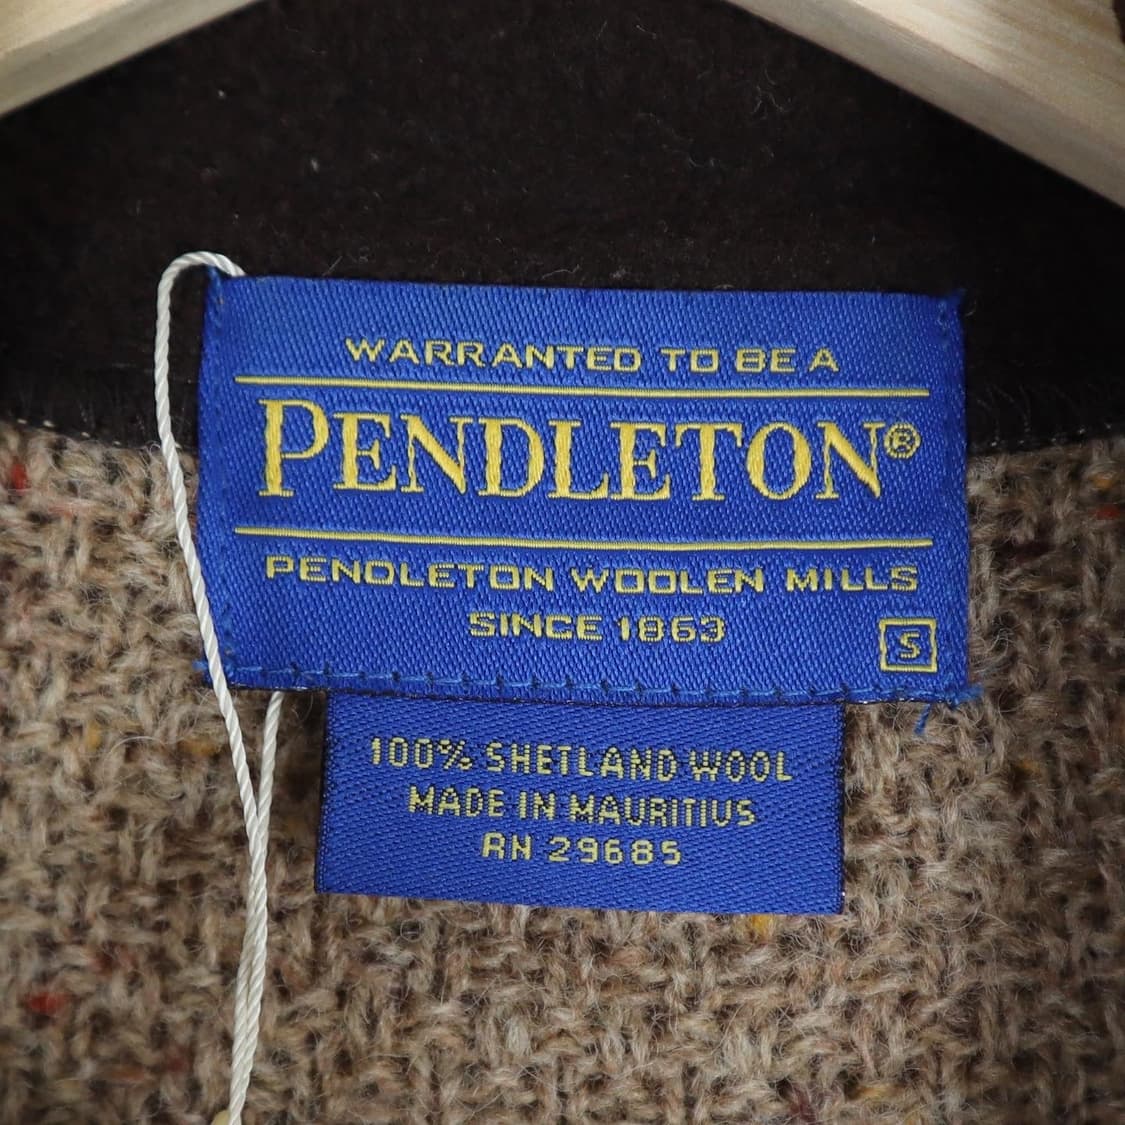 WARRANTED TO BE A
PENDLETON®
PENDLETON WOOLEN MILLS
SINCE 1863
S
100% SHETLAND WOOL
MADE IN MAURITIUS
RN 29685